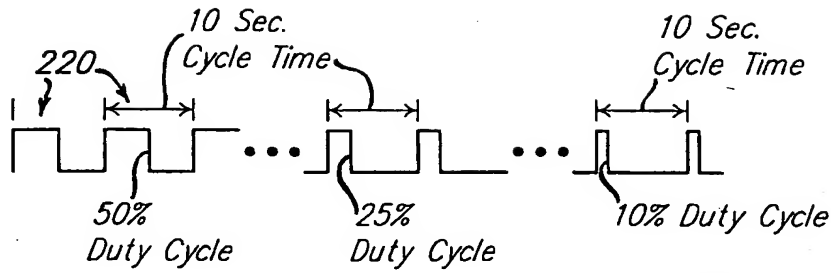 10 Sec.
Cycle Time
10 Sec.
Cycle Time
220
50%
Duty Cycle
25%
Duty Cycle
10% Duty Cycle